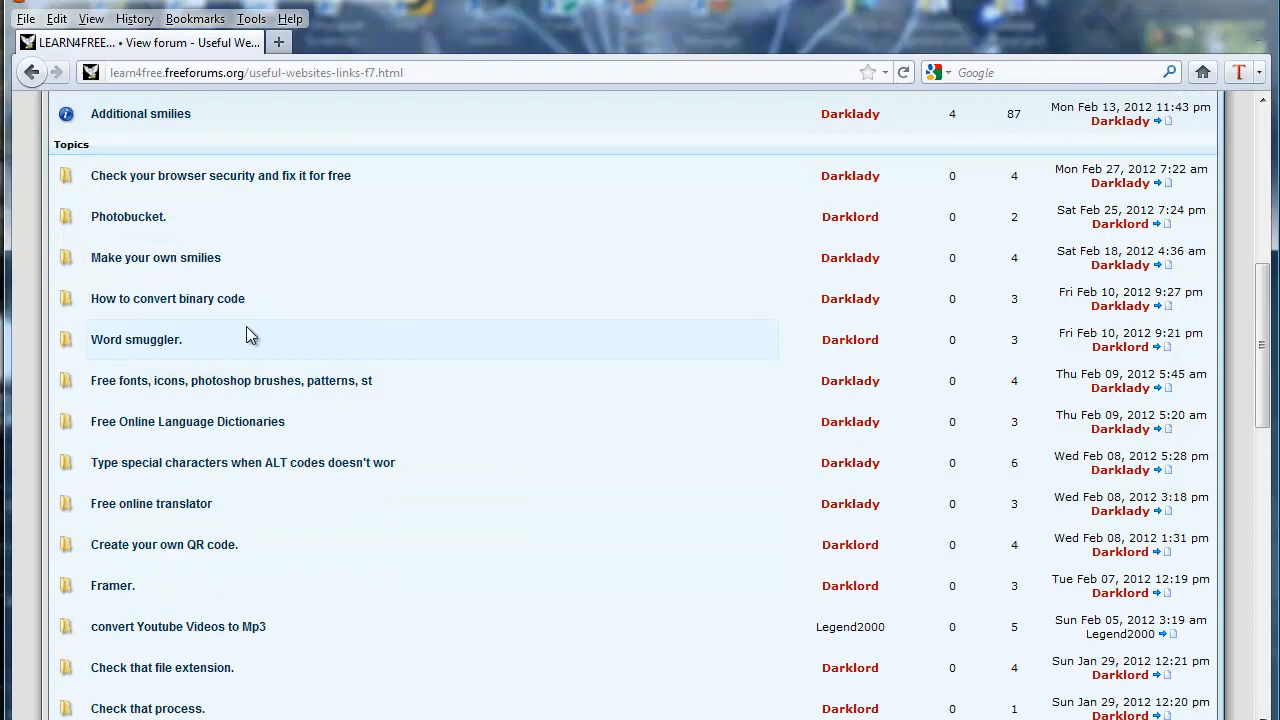 File Edit View History Bookmarks Tools Help
LEARN4FREE... • View forum - Useful We...
learn4free.freeforums.org/useful-websites-links-f7.html Google
Additional smilies Darklady 4 87 Mon Feb 13, 2012 11:43 pm
Darklady
Topics
Check your browser security and fix it for free Darklady 0 4 Mon Feb 27, 2012 7:22 am
Darklady
Photobucket. Darklord 0 2 Sat Feb 25, 2012 7:24 pm
Darklord
Make your own smilies Darklady 0 4 Sat Feb 18, 2012 4:36 am
Darklady
How to convert binary code Darklady 0 3 Fri Feb 10, 2012 9:27 pm
Darklady
Word smuggler. Darklord 0 3 Fri Feb 10, 2012 9:21 pm
Darklord
Free fonts, icons, photoshop brushes, patterns, st Darklady 0 4 Thu Feb 09, 2012 5:45 am
Darklady
Free Online Language Dictionaries Darklady 0 3 Thu Feb 09, 2012 5:20 am
Darklady
Type special characters when ALT codes doesn't wor Darklady 0 6 Wed Feb 08, 2012 5:28 pm
Darklady
Free online translator Darklady 0 3 Wed Feb 08, 2012 3:18 pm
Darklady
Create your own QR code. Darklord 0 4 Wed Feb 08, 2012 1:31 pm
Darklord
Framer. Darklord 0 3 Tue Feb 07, 2012 12:19 pm
Darklord
convert Youtube Videos to Mp3 Legend2000 0 5 Sun Feb 05, 2012 3:19 am
Legend2000
Check that file extension. Darklord 0 4 Sun Jan 29, 2012 12:21 pm
Darklord
Check that process. Darklord 0 1 Sun Jan 29, 2012 12:20 pm
Darklord